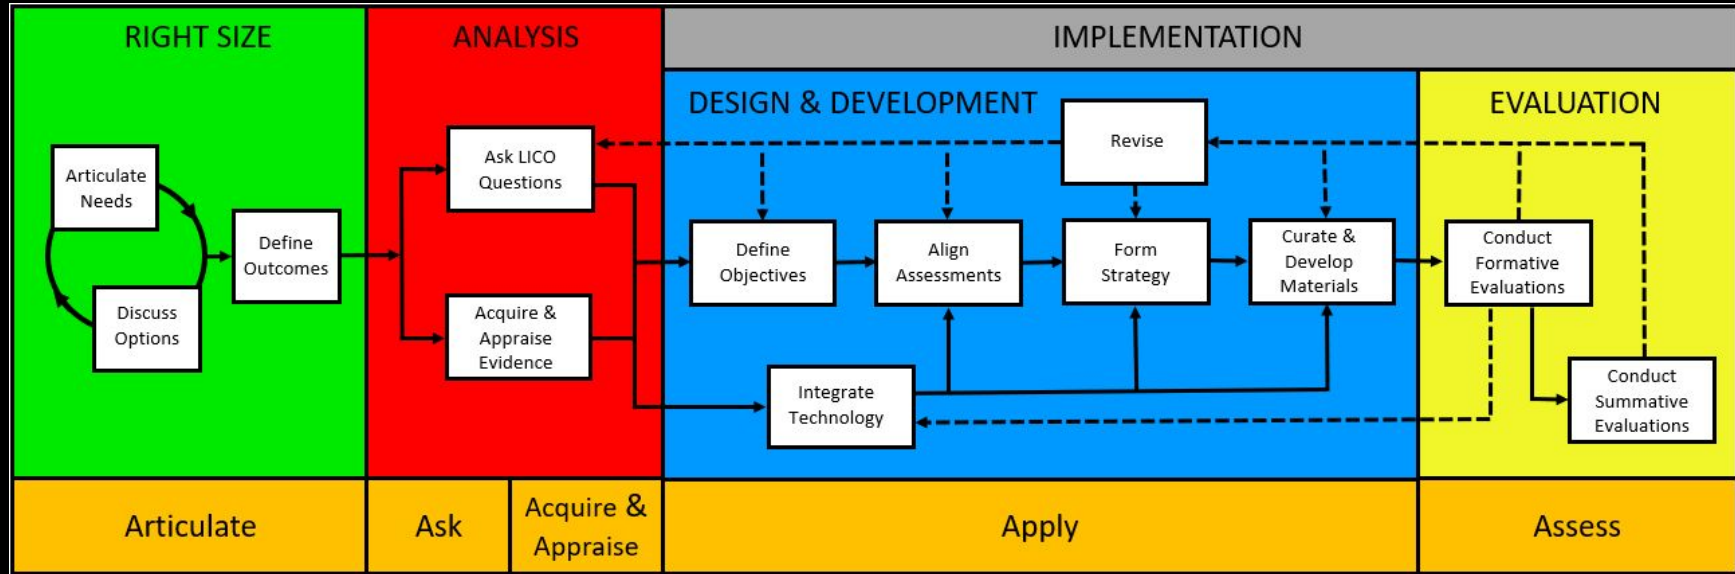 RIGHT SIZE
ANALYSIS
IMPLEMENTATION
DESIGN & DEVELOPMENT
EVALUATION
Articulate
Needs
Discuss
Options
Define
Outcomes
Ask LICO
Questions
Acquire &
Appraise
Evidence
Revise
Define
Objectives
Align
Assessments
Form
Strategy
Curate &
Develop
Materials
Integrate
Technology
Conduct
Formative
Evaluations
Conduct
Summative
Evaluations
Articulate
Ask
Acquire &
Appraise
Apply
Assess